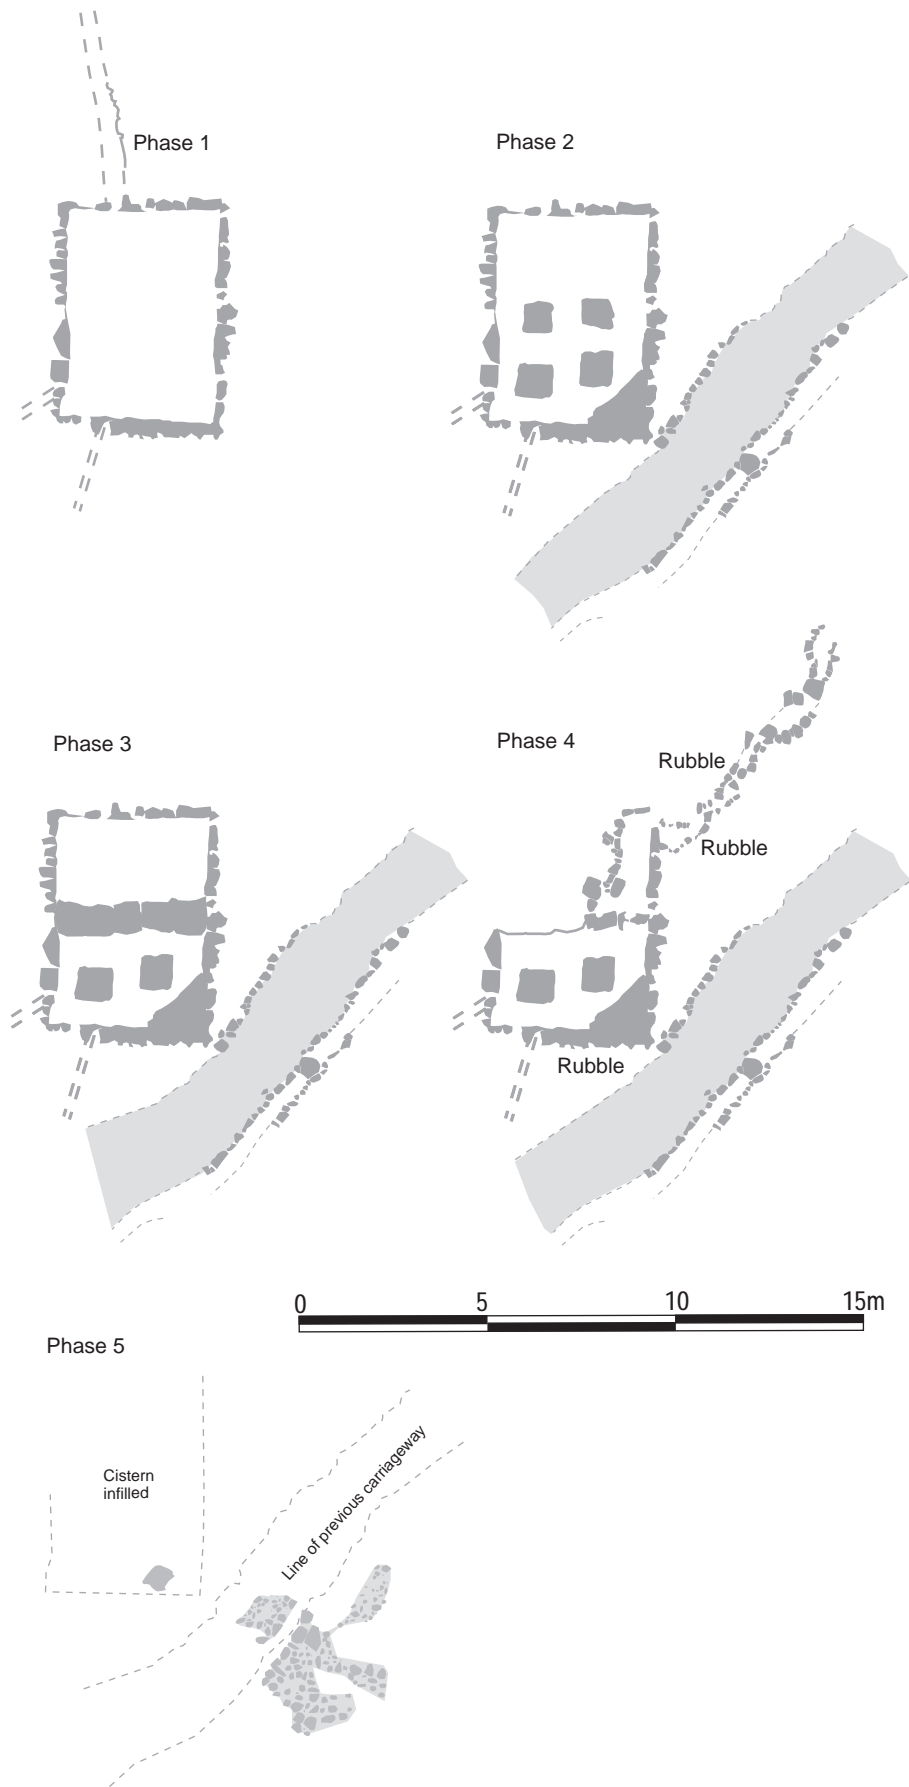 Phase 1
Phase 2
Phase 3
Phase 4
Rubble
Rubble
Rubble
0 5 10 15m
Phase 5
Cistern
infilled
Line of previous carriageway